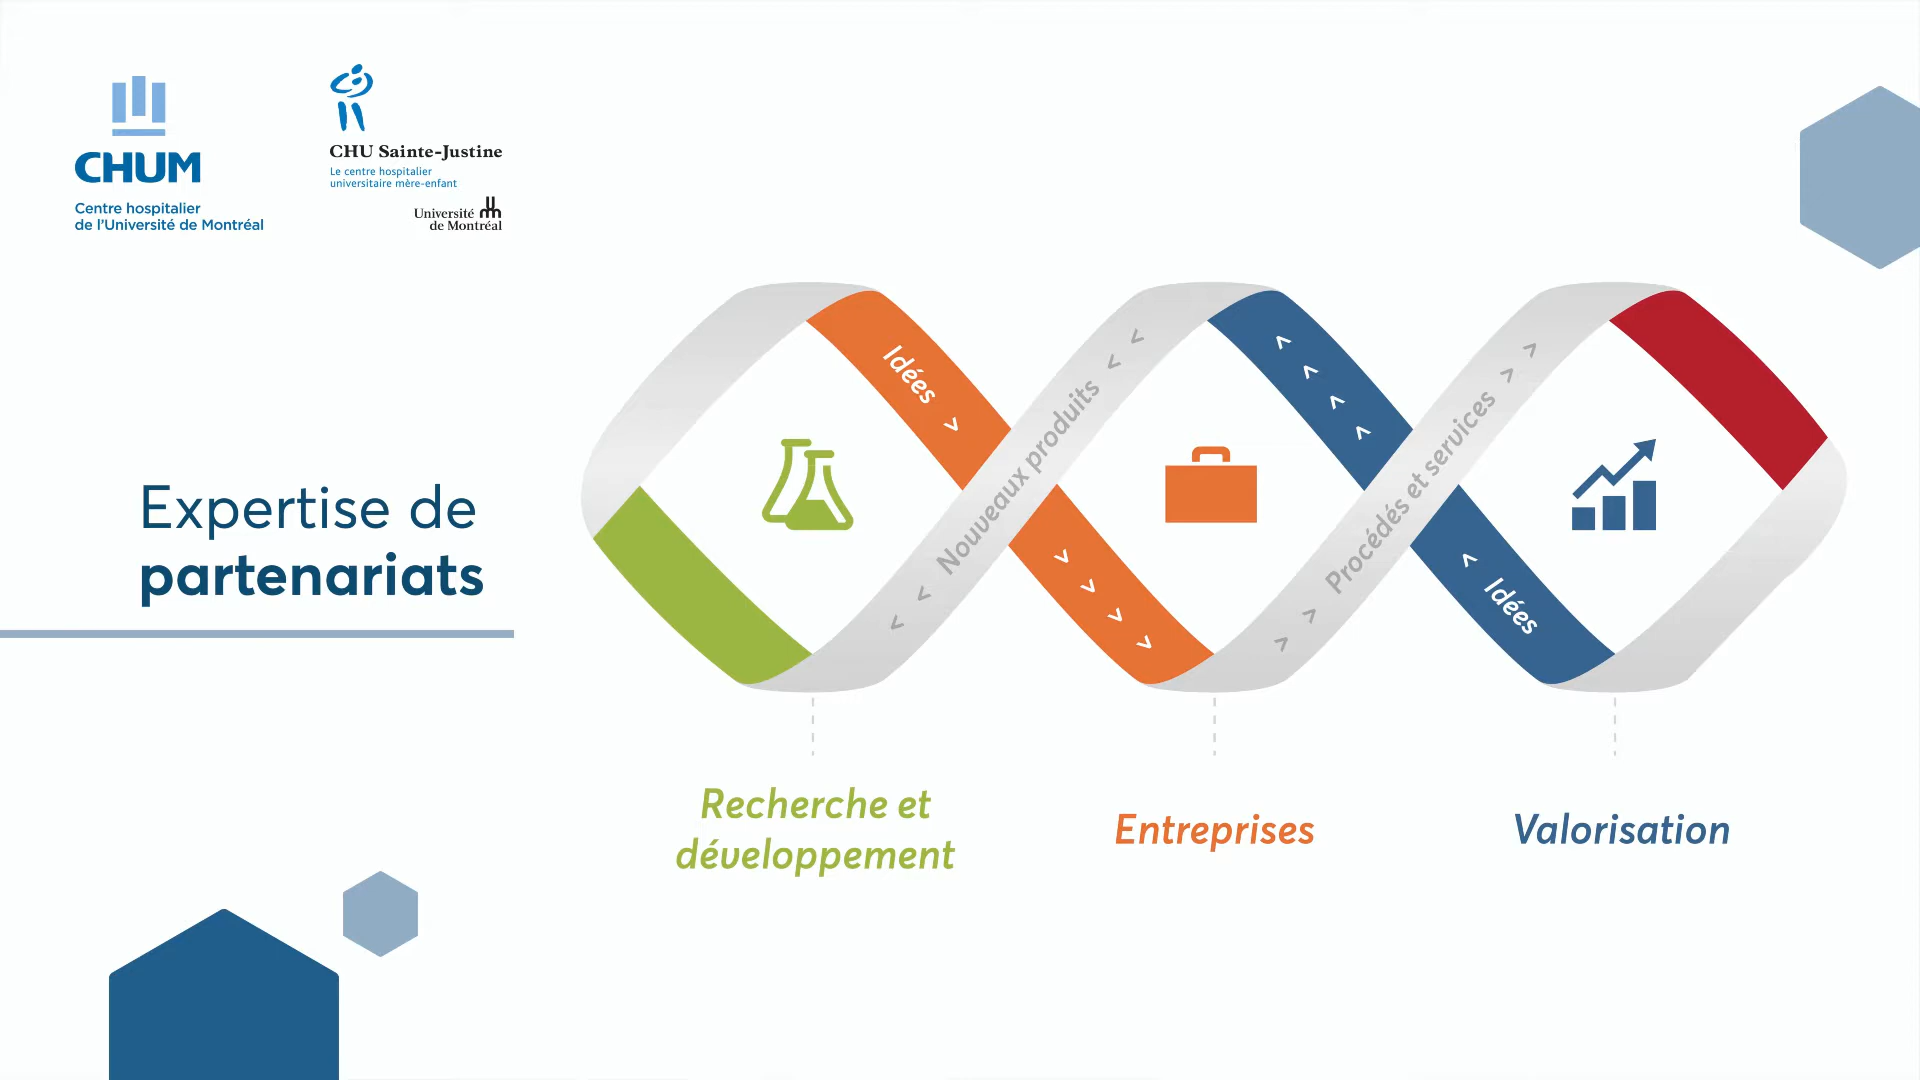 CHUM
Centre hospitalier
de l'Université de Montréal
CHU Sainte-Justine
Le centre hospitalier
universitaire mère-enfant
Université
de Montréal
Expertise de
partenariats
Idées >
> > > >
< < Nouveaux produits < <
< < < <
< Idées
> > Procédés et services > >
Recherche et
développement
Entreprises
Valorisation